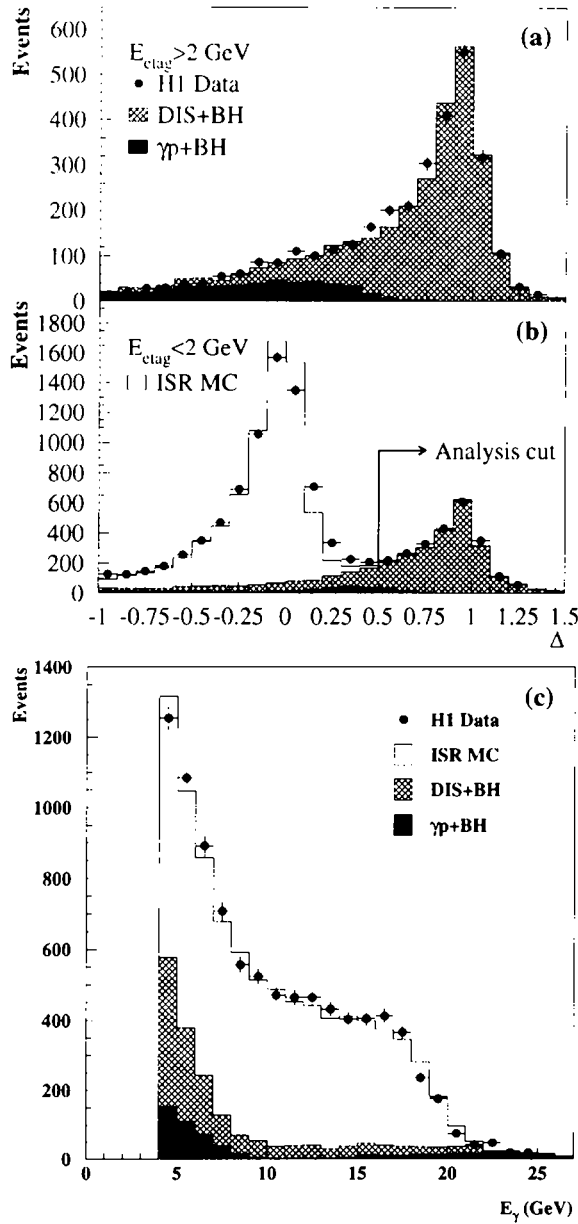 600
500
400
300
200
100
0
Events
(a)
E_etag>2 GeV
H1 Data
DIS+BH
γp+BH
1800
1600
1400
1200
1000
800
600
400
200
0
Events
(b)
E_etag<2 GeV
ISR MC
Analysis cut
-1 -0.75 -0.5 -0.25 0 0.25 0.5 0.75 1 1.25 1.5
Δ
1400
1200
1000
800
600
400
200
0
Events
(c)
H1 Data
ISR MC
DIS+BH
γp+BH
0 5 10 15 20 25
E_γ (GeV)